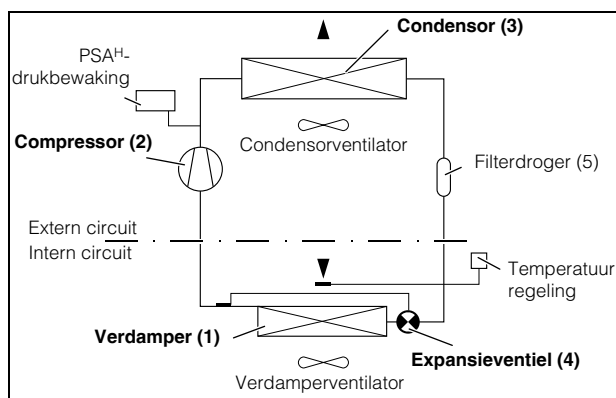 Condensor (3)
PSAᴴ-
drukbewaking
Compressor (2)
Condensorventilator
Filterdroger (5)
Extern circuit
Intern circuit
Temperatuur
regeling
Verdamper (1)
Expansieventiel (4)
Verdamperventilator